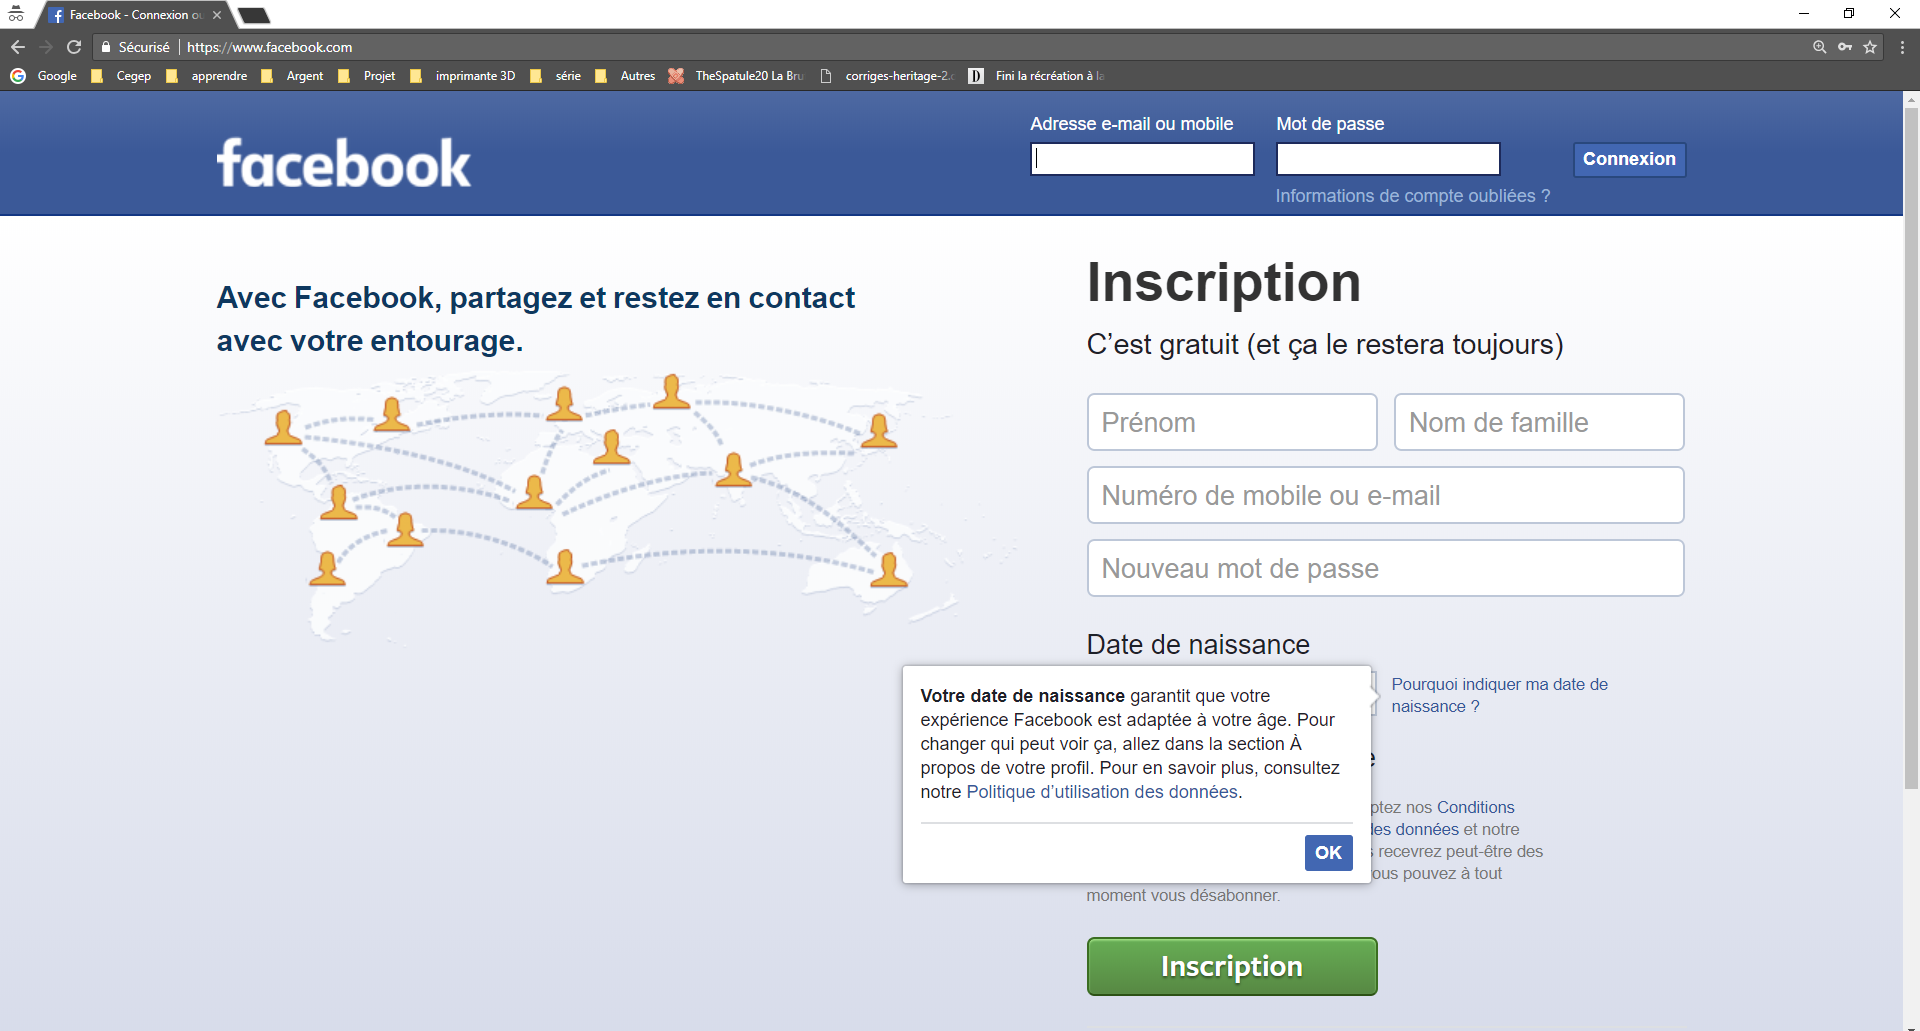 Facebook - Connexion ou
Sécurisé https://www.facebook.com
Google Cegep apprendre Argent Projet imprimante 3D série Autres TheSpatule20 La Bru corriges-heritage-2. Fini la récréation à la
facebook
Adresse e-mail ou mobile
Mot de passe
Connexion
Informations de compte oubliées ?
Avec Facebook, partagez et restez en contact
avec votre entourage.
Inscription
C’est gratuit (et ça le restera toujours)
Prénom
Nom de famille
Numéro de mobile ou e-mail
Nouveau mot de passe
Date de naissance
Pourquoi indiquer ma date de
naissance ?
Votre date de naissance garantit que votre
expérience Facebook est adaptée à votre âge. Pour
changer qui peut voir ça, allez dans la section À
propos de votre profil. Pour en savoir plus, consultez
notre Politique d’utilisation des données.
OK
ptez nos Conditions
des données et notre
recevrez peut-être des
ous pouvez à tout
moment vous désabonner.
Inscription